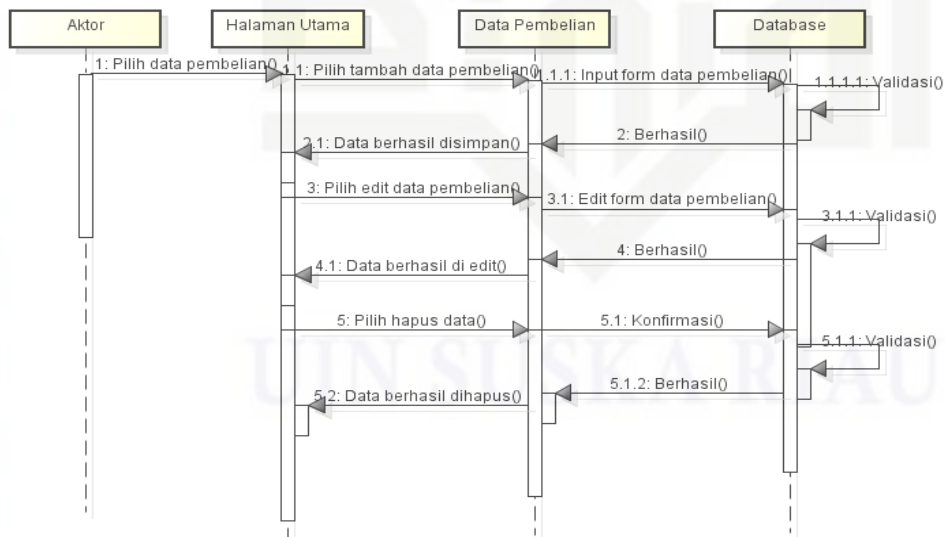 Aktor
Halaman Utama
Data Pembelian
Database
1: Pilih data pembelian()
1.1: Pilih tambah data pembelian()
1.1.1: Input form data pembelian()
1.1.1.1: Validasi()
2: Berhasil()
2.1: Data berhasil disimpan()
3: Pilih edit data pembelian()
3.1: Edit form data pembelian()
3.1.1: Validasi()
4: Berhasil()
4.1: Data berhasil di edit()
5: Pilih hapus data()
5.1: Konfirmasi()
5.1.1: Validasi()
5.1.2: Berhasil()
5.2: Data berhasil dihapus()
UIN SUSKA RIAU